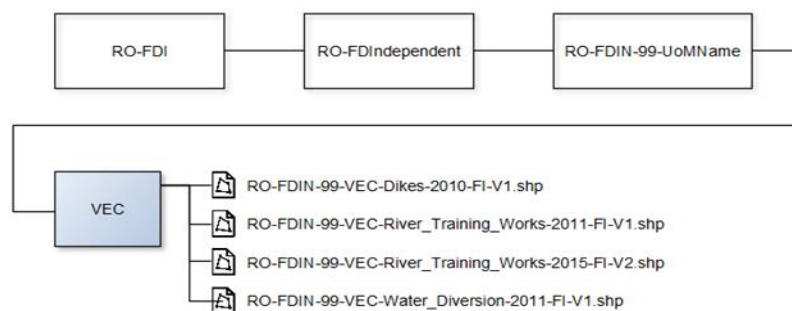 RO-FDI
RO-FDIndependent
RO-FDIN-99-UoMName
VEC
RO-FDIN-99-VEC-Dikes-2010-FI-V1.shp
RO-FDIN-99-VEC-River_Training_Works-2011-FI-V1.shp
RO-FDIN-99-VEC-River_Training_Works-2015-FI-V2.shp
RO-FDIN-99-VEC-Water_Diversion-2011-FI-V1.shp